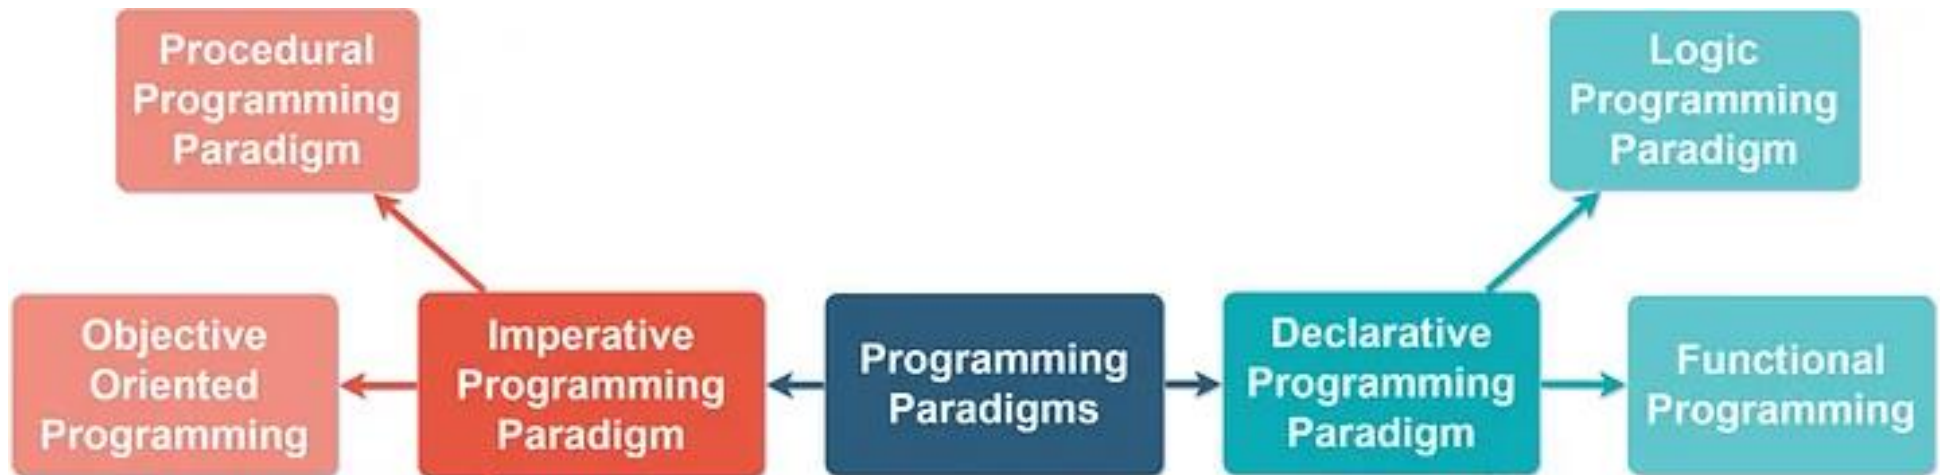 Procedural
Programming
Paradigm
Logic
Programming
Paradigm
Objective
Oriented
Programming
Imperative
Programming
Paradigm
Programming
Paradigms
Declarative
Programming
Paradigm
Functional
Programming